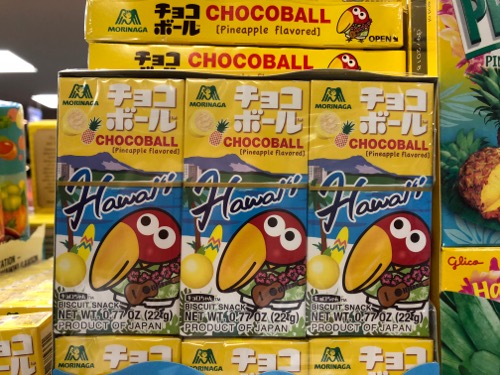 MORINAGA
チョコボール
CHOCOBALL
[Pineapple flavored]
OPEN
MORINAGA
チョコ
CHOCOBALL
MORINAGA
チョコ
ボール
CHOCOBALL
[Pineapple flavored]
Hawai'i
BISCUIT SNACK
NET WT 0.77 OZ (22g)
PRODUCT OF JAPAN
MORINAGA
チョコ
ボール
CHOCOBALL
[Pineapple flavored]
Hawai'i
BISCUIT SNACK
NET WT 0.77 OZ (22g)
PRODUCT OF JAPAN
MORINAGA
チョコ
ボール
CHOCOBALL
[Pineapple flavored]
Hawai'i
BISCUIT SNACK
NET WT 0.77 OZ (22g)
PRODUCT OF JAPAN
Glico
MORINAGA
チョコ
MORINAGA
チョコ
MORINAGA
チョコ